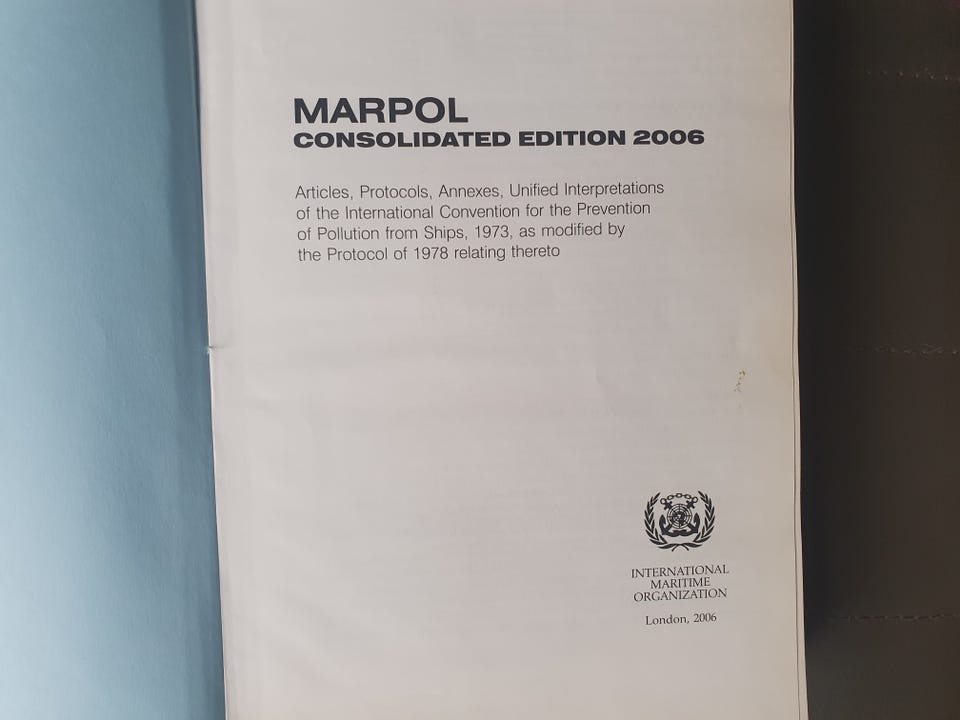 MARPOL
CONSOLIDATED EDITION 2006
Articles, Protocols, Annexes, Unified Interpretations
of the International Convention for the Prevention
of Pollution from Ships, 1973, as modified by
the Protocol of 1978 relating thereto
INTERNATIONAL
MARITIME
ORGANIZATION
London, 2006